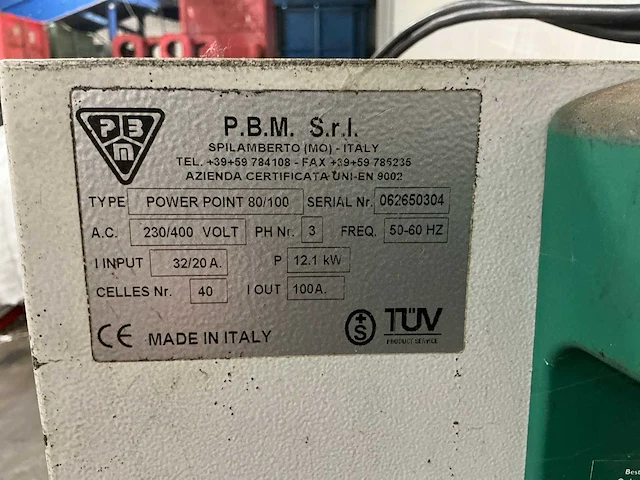 PBM
P.B.M. S.r.l.
SPILAMBERTO (MO) - ITALY
TEL. +39+59 784108 - FAX +39+59 785235
AZIENDA CERTIFICATA UNI-EN 9002
TYPE POWER POINT 80/100 SERIAL Nr. 062650304
A.C. 230/400 VOLT PH Nr. 3 FREQ. 50-60 HZ
I INPUT 32/20 A. P 12.1 kW
CELLES Nr. 40 I OUT 100A.
CE MADE IN ITALY +S TÜV
PRODUCT SERVICE
Best